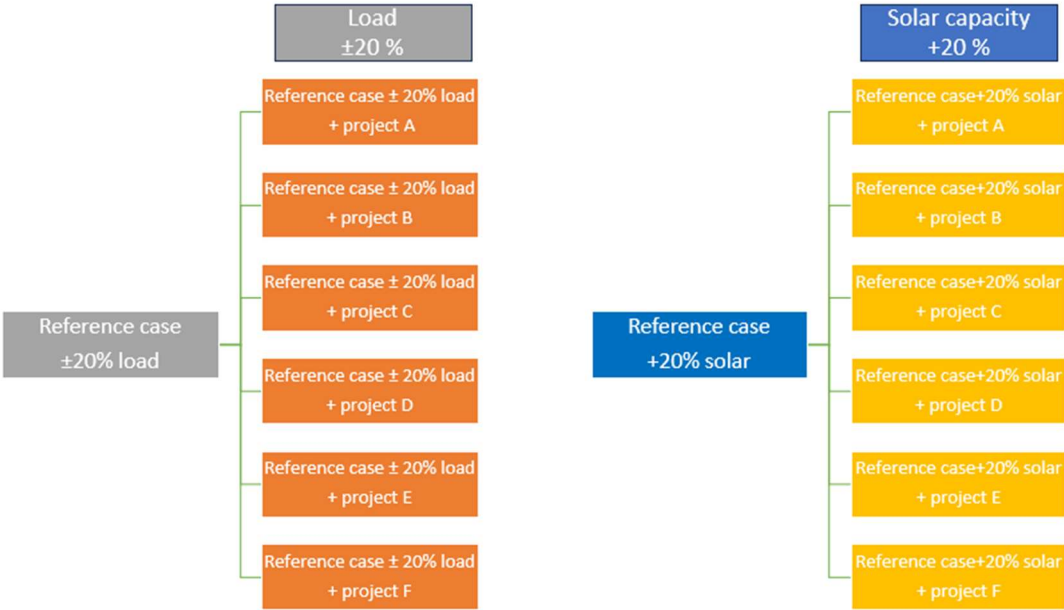 Load
±20 %
Reference case ± 20% load
+ project A
Reference case ± 20% load
+ project B
Reference case ± 20% load
+ project C
Reference case
±20% load
Reference case ± 20% load
+ project D
Reference case ± 20% load
+ project E
Reference case ± 20% load
+ project F
Solar capacity
+20 %
Reference case+20% solar
+ project A
Reference case+20% solar
+ project B
Reference case+20% solar
+ project C
Reference case
+20% solar
Reference case+20% solar
+ project D
Reference case+20% solar
+ project E
Reference case+20% solar
+ project F